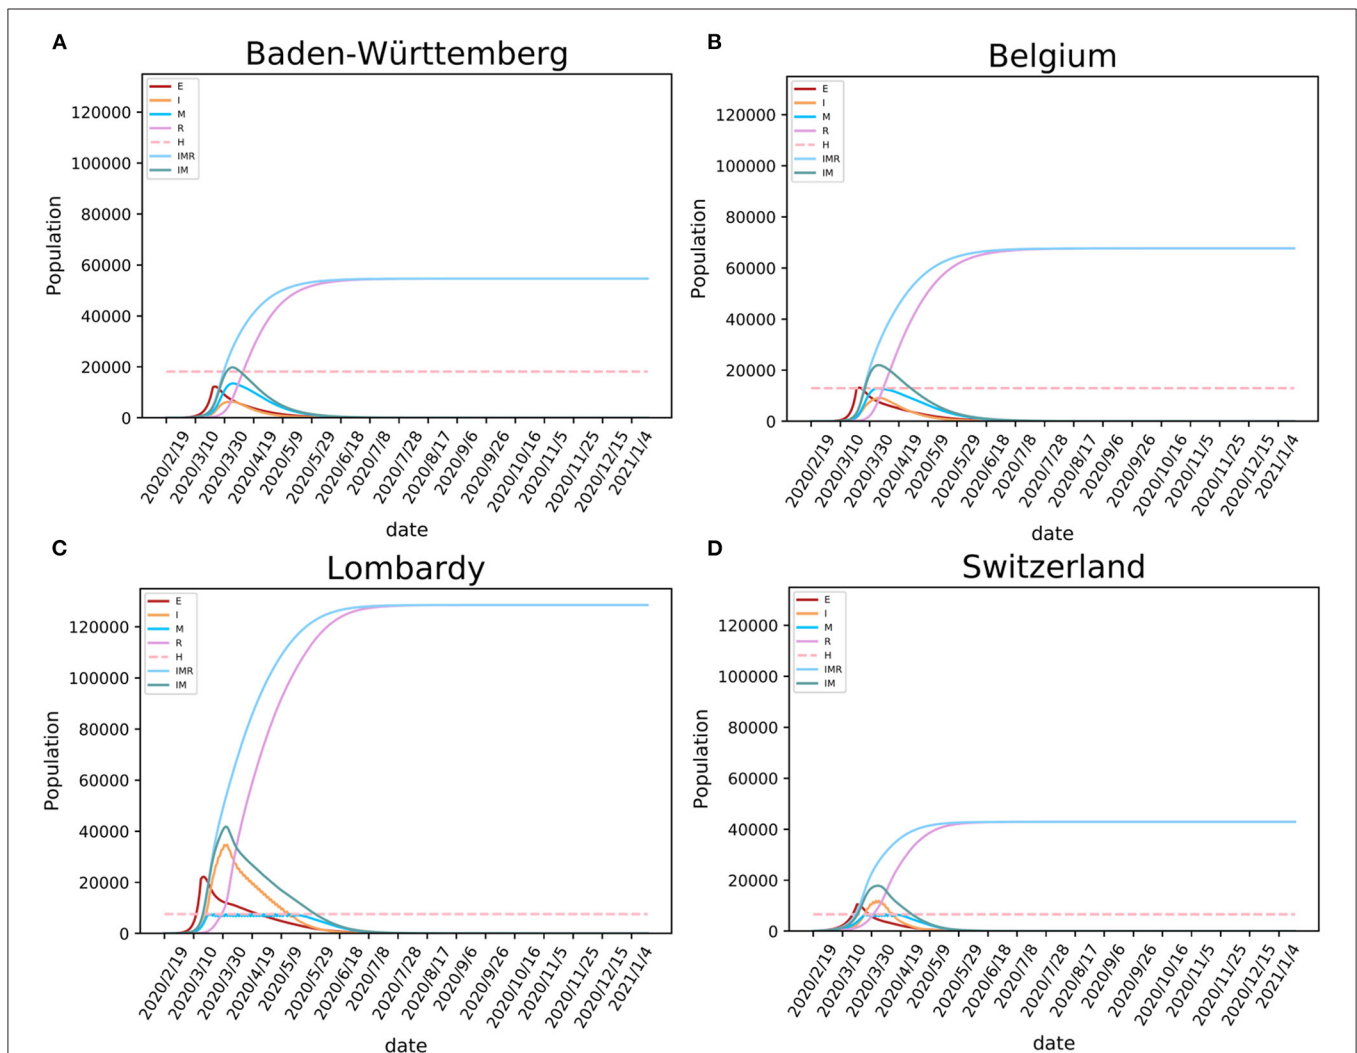 A
Baden-Württemberg
E
I
M
R
H
IMR
IM
120000
100000
80000
60000
40000
20000
0
Population
2020/2/19
2020/3/10
2020/3/30
2020/4/19
2020/5/9
2020/5/29
2020/6/18
2020/7/8
2020/7/28
2020/8/17
2020/9/6
2020/9/26
2020/10/16
2020/11/5
2020/11/25
2020/12/15
2021/1/4
date
B
Belgium
E
I
M
R
H
IMR
IM
120000
100000
80000
60000
40000
20000
0
Population
2020/2/19
2020/3/10
2020/3/30
2020/4/19
2020/5/9
2020/5/29
2020/6/18
2020/7/8
2020/7/28
2020/8/17
2020/9/6
2020/9/26
2020/10/16
2020/11/5
2020/11/25
2020/12/15
2021/1/4
date
C
Lombardy
E
I
M
R
H
IMR
IM
120000
100000
80000
60000
40000
20000
0
Population
2020/2/19
2020/3/10
2020/3/30
2020/4/19
2020/5/9
2020/5/29
2020/6/18
2020/7/8
2020/7/28
2020/8/17
2020/9/6
2020/9/26
2020/10/16
2020/11/5
2020/11/25
2020/12/15
2021/1/4
date
D
Switzerland
E
I
M
R
H
IMR
IM
120000
100000
80000
60000
40000
20000
0
Population
2020/2/19
2020/3/10
2020/3/30
2020/4/19
2020/5/9
2020/5/29
2020/6/18
2020/7/8
2020/7/28
2020/8/17
2020/9/6
2020/9/26
2020/10/16
2020/11/5
2020/11/25
2020/12/15
2021/1/4
date